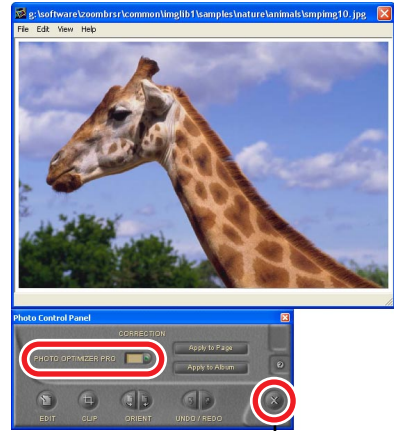 g:\software\zoombrsr\common\imglib1\samples\nature\animals\smpimg10.jpg
File Edit View Help
Photo Control Panel
CORRECTION
PHOTO OPTIMIZER PRO
Apply to Page
Apply to Album
EDIT CLIP ORIENT UNDO / REDO